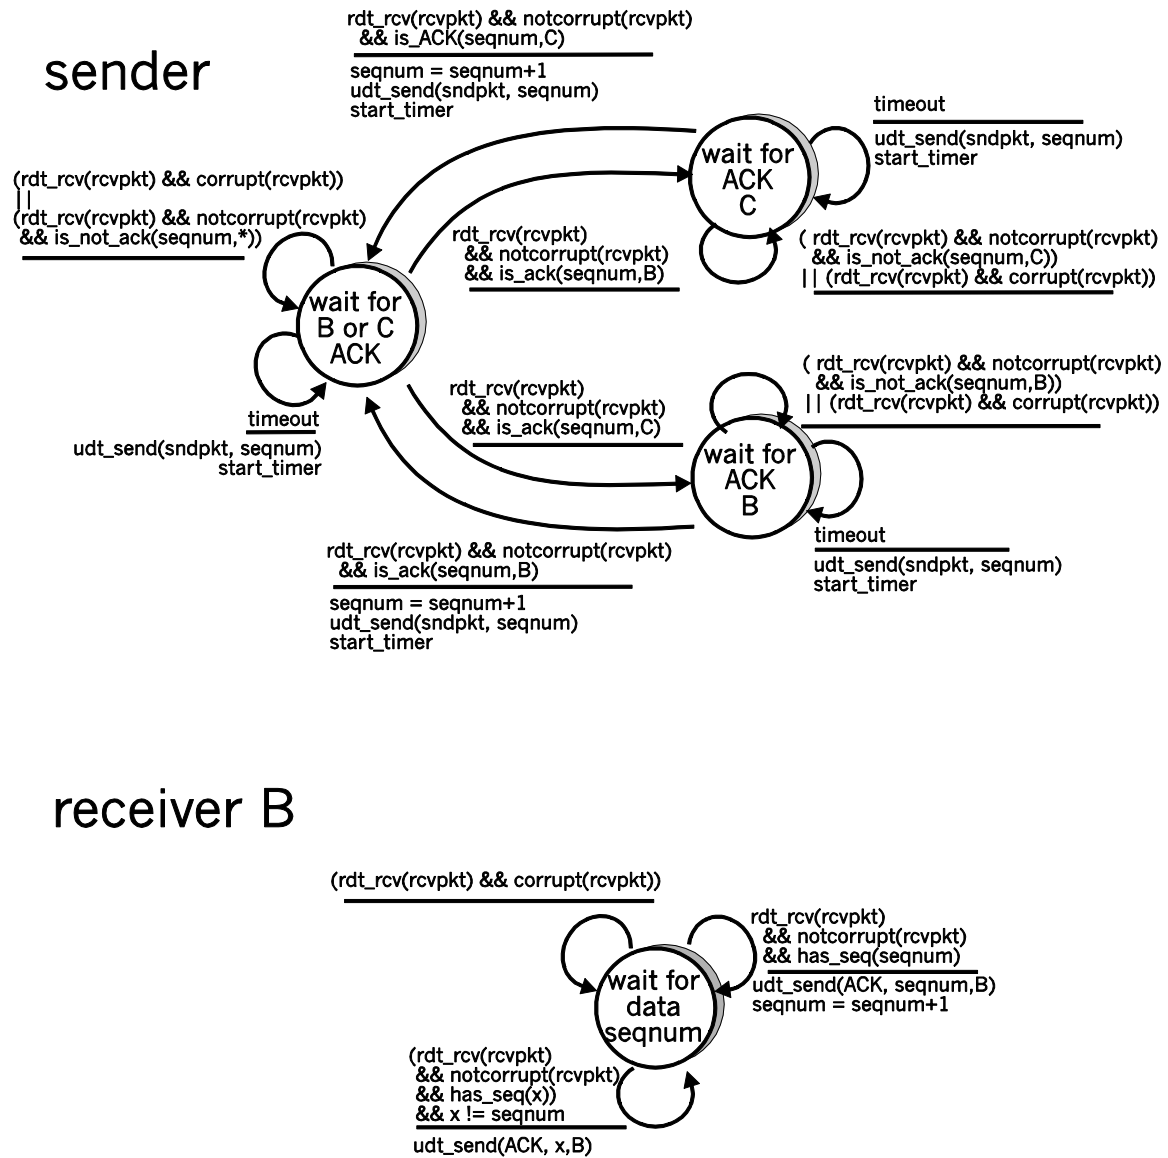 rdt_rcv(rcvpkt) && notcorrupt(rcvpkt)
&& is_ACK(seqnum,C)
seqnum = seqnum+1
udt_send(sndpkt, seqnum)
start_timer
sender
timeout
udt_send(sndpkt, seqnum)
start_timer
wait for
ACK
C
(rdt_rcv(rcvpkt) && corrupt(rcvpkt))
||
(rdt_rcv(rcvpkt) && notcorrupt(rcvpkt)
&& is_not_ack(seqnum,*))
rdt_rcv(rcvpkt)
&& notcorrupt(rcvpkt)
&& is_ack(seqnum,B)
( rdt_rcv(rcvpkt) && notcorrupt(rcvpkt)
&& is_not_ack(seqnum,C))
|| (rdt_rcv(rcvpkt) && corrupt(rcvpkt))
wait for
B or C
ACK
timeout
udt_send(sndpkt, seqnum)
start_timer
rdt_rcv(rcvpkt)
&& notcorrupt(rcvpkt)
&& is_ack(seqnum,C)
( rdt_rcv(rcvpkt) && notcorrupt(rcvpkt)
&& is_not_ack(seqnum,B))
|| (rdt_rcv(rcvpkt) && corrupt(rcvpkt))
wait for
ACK
B
timeout
udt_send(sndpkt, seqnum)
start_timer
rdt_rcv(rcvpkt) && notcorrupt(rcvpkt)
&& is_ack(seqnum,B)
seqnum = seqnum+1
udt_send(sndpkt, seqnum)
start_timer
receiver B
(rdt_rcv(rcvpkt) && corrupt(rcvpkt))
rdt_rcv(rcvpkt)
&& notcorrupt(rcvpkt)
&& has_seq(seqnum)
udt_send(ACK, seqnum,B)
seqnum = seqnum+1
wait for
data
seqnum
(rdt_rcv(rcvpkt)
&& notcorrupt(rcvpkt)
&& has_seq(x))
&& x != seqnum
udt_send(ACK, x,B)